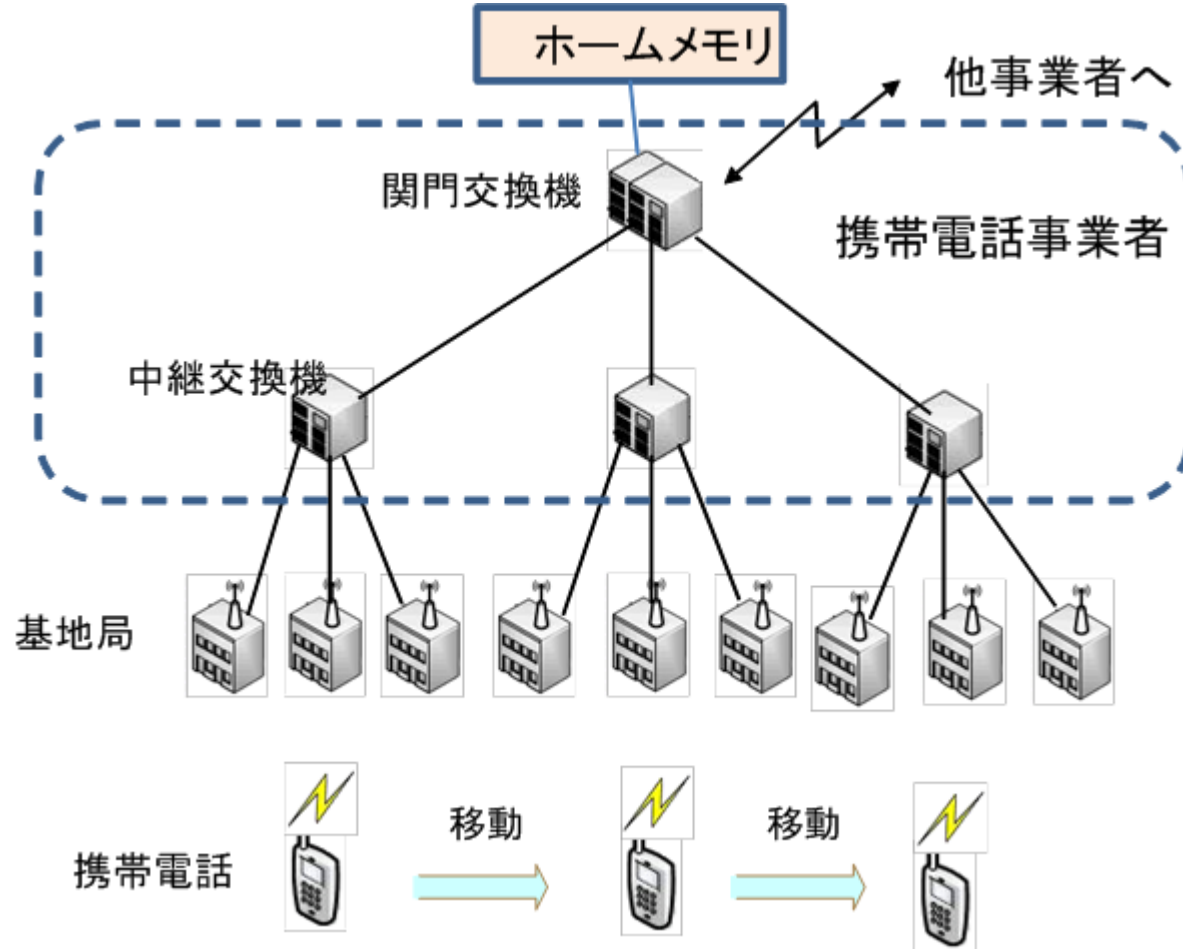 ホームメモリ
他事業者へ
関門交換機
携帯電話事業者
中継交換機
基地局
移動
移動
携帯電話